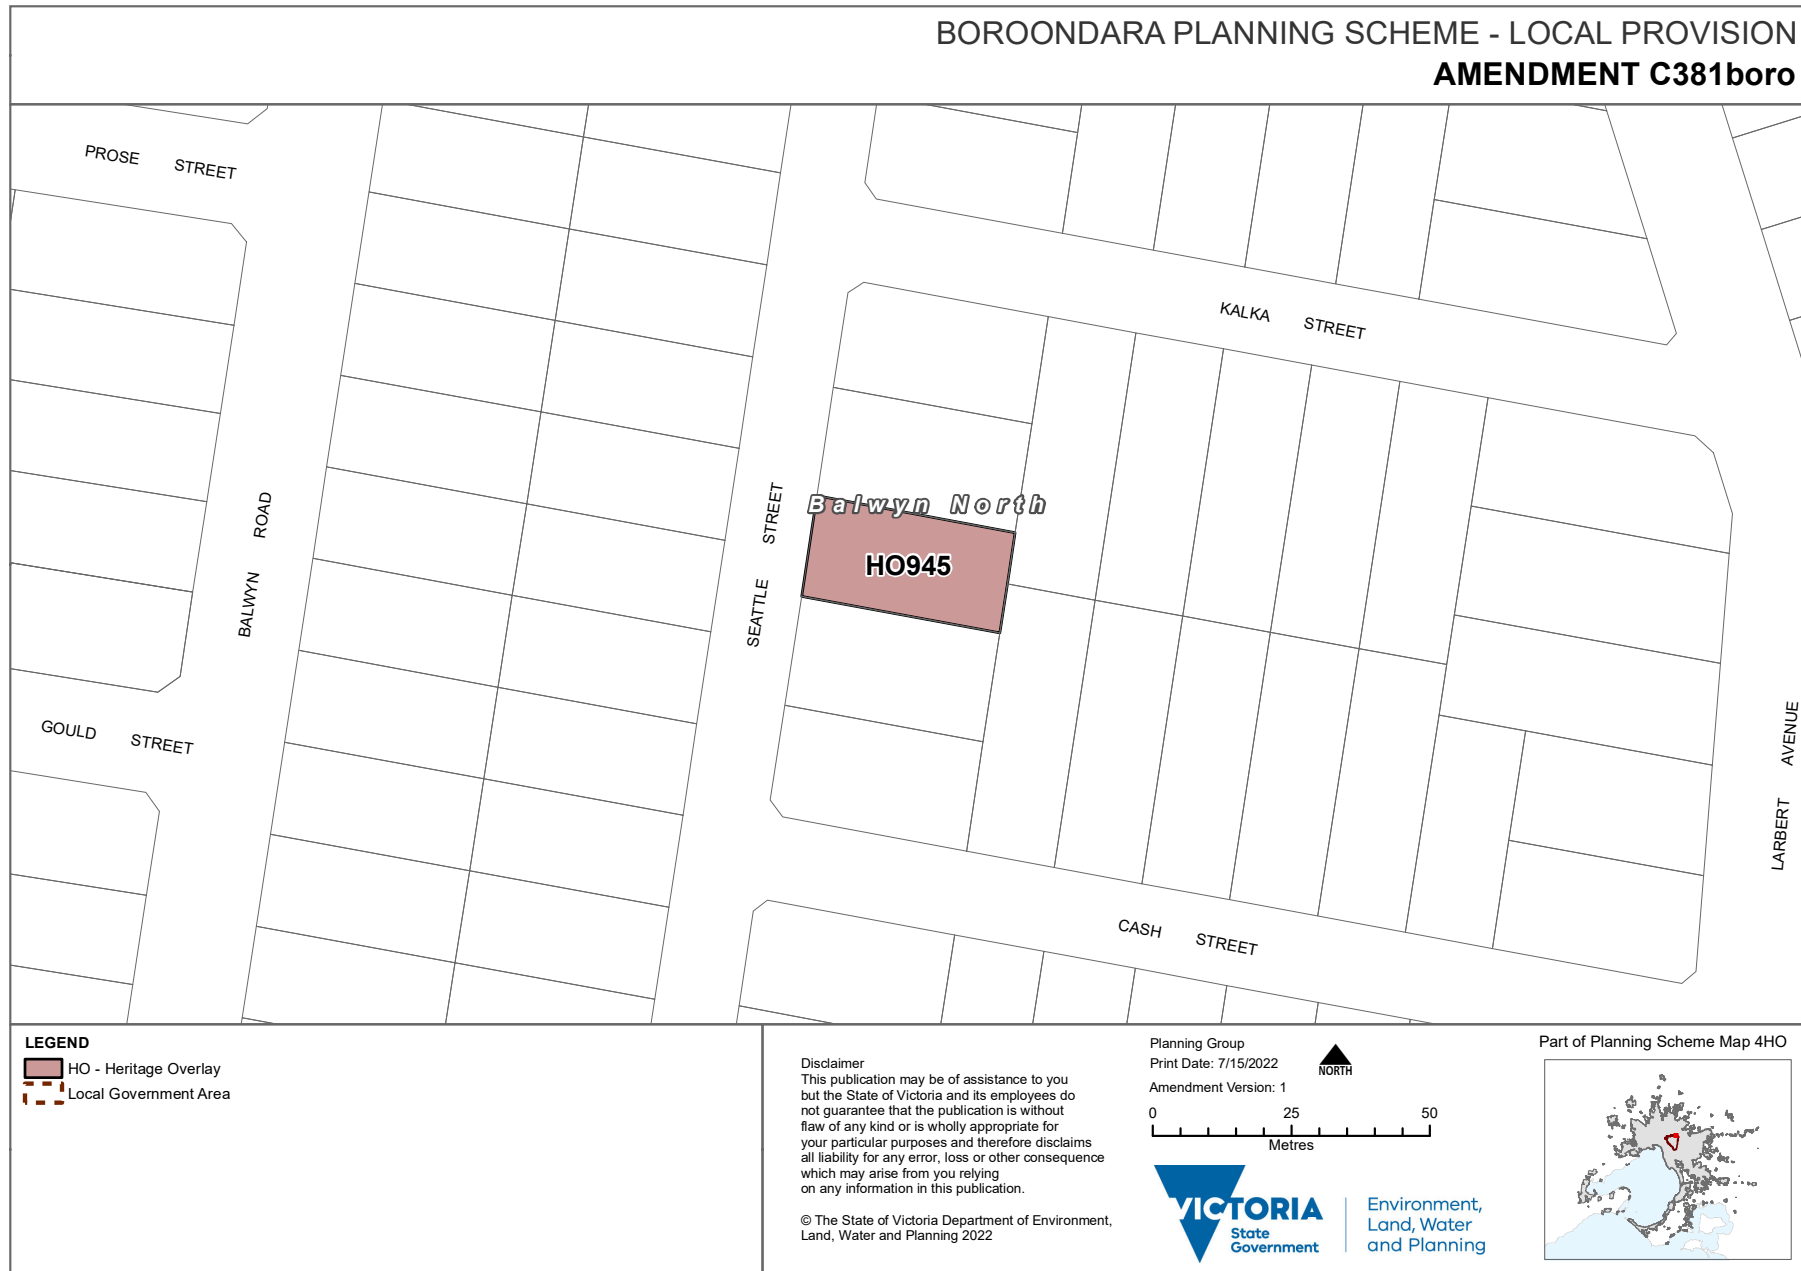 BOROONDARA PLANNING SCHEME - LOCAL PROVISION
AMENDMENT C381boro
PROSE STREET
KALKA STREET
BALWYN ROAD
SEATTLE STREET
Balwyn North
HO945
GOULD STREET
LARBERT AVENUE
CASH STREET
LEGEND
HO - Heritage Overlay
Local Government Area
Disclaimer
This publication may be of assistance to you
but the State of Victoria and its employees do
not guarantee that the publication is without
flaw of any kind or is wholly appropriate for
your particular purposes and therefore disclaims
all liability for any error, loss or other consequence
which may arise from you relying
on any information in this publication.
© The State of Victoria Department of Environment,
Land, Water and Planning 2022
Planning Group
Print Date: 7/15/2022
Amendment Version: 1
NORTH
0 25 50
Metres
VICTORIA
State
Government
Environment,
Land, Water
and Planning
Part of Planning Scheme Map 4HO